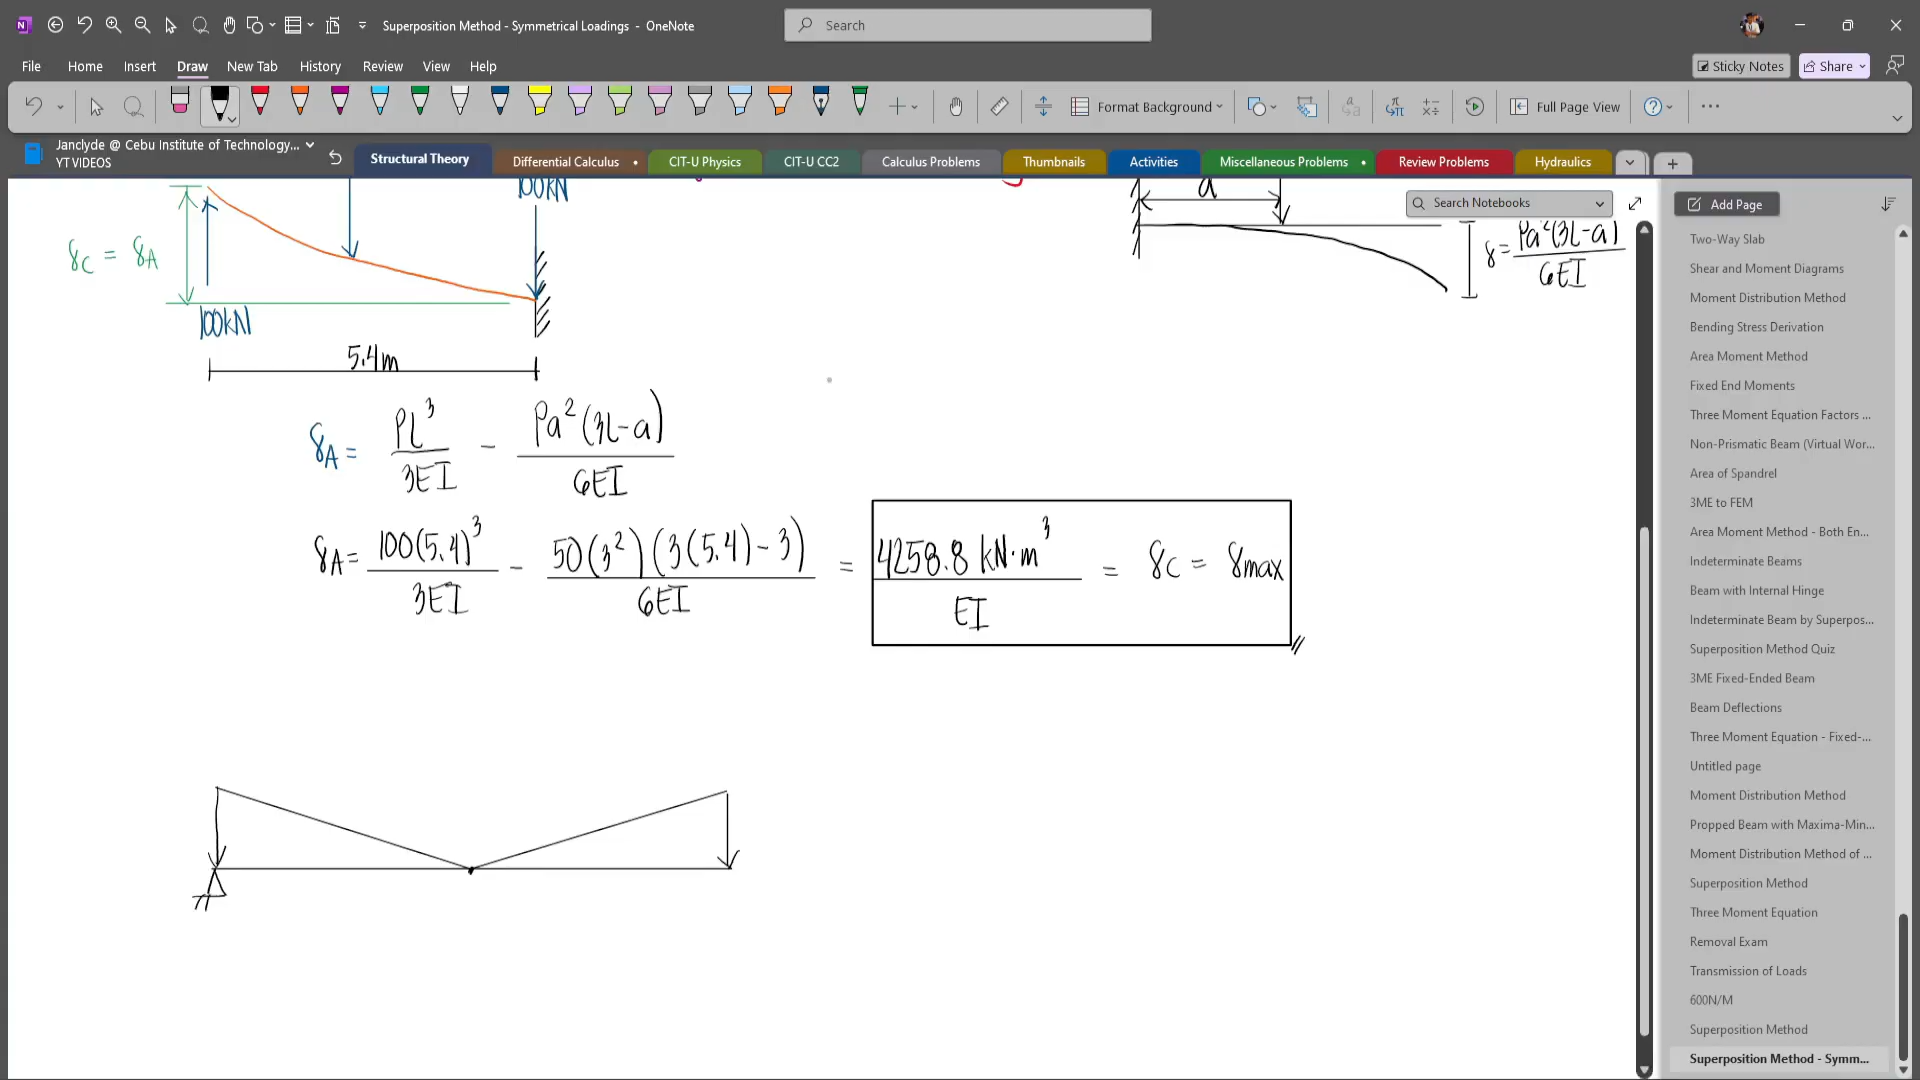 Superposition Method - Symmetrical Loadings - OneNote
Search
File Home Insert Draw New Tab History Review View Help
Sticky Notes Share
Format Background
Full Page View
Janclyde @ Cebu Institute of Technology...
YT VIDEOS
Structural Theory Differential Calculus CIT-U Physics CIT-U CC2 Calculus Problems Thumbnails Activities Miscellaneous Problems Review Problems Hydraulics
Search Notebooks
Add Page
100kN
a
δC = δA
100kN
5.4m
δ = Pa²(3L-a) / 6EI
δA = PL³ / 3EI - Pa²(3L-a) / 6EI
δA = 100(5.4)³ / 3EI - 50(3²)(3(5.4)-3) / 6EI = 4258.8 kN·m³ / EI = δC = δmax
Two-Way Slab
Shear and Moment Diagrams
Moment Distribution Method
Bending Stress Derivation
Area Moment Method
Fixed End Moments
Three Moment Equation Factors ...
Non-Prismatic Beam (Virtual Wor...
Area of Spandrel
3ME to FEM
Area Moment Method - Both En...
Indeterminate Beams
Beam with Internal Hinge
Indeterminate Beam by Superpos...
Superposition Method Quiz
3ME Fixed-Ended Beam
Beam Deflections
Three Moment Equation - Fixed-...
Untitled page
Moment Distribution Method
Propped Beam with Maxima-Min...
Moment Distribution Method of ...
Superposition Method
Three Moment Equation
Removal Exam
Transmission of Loads
600N/M
Superposition Method
Superposition Method - Symm...